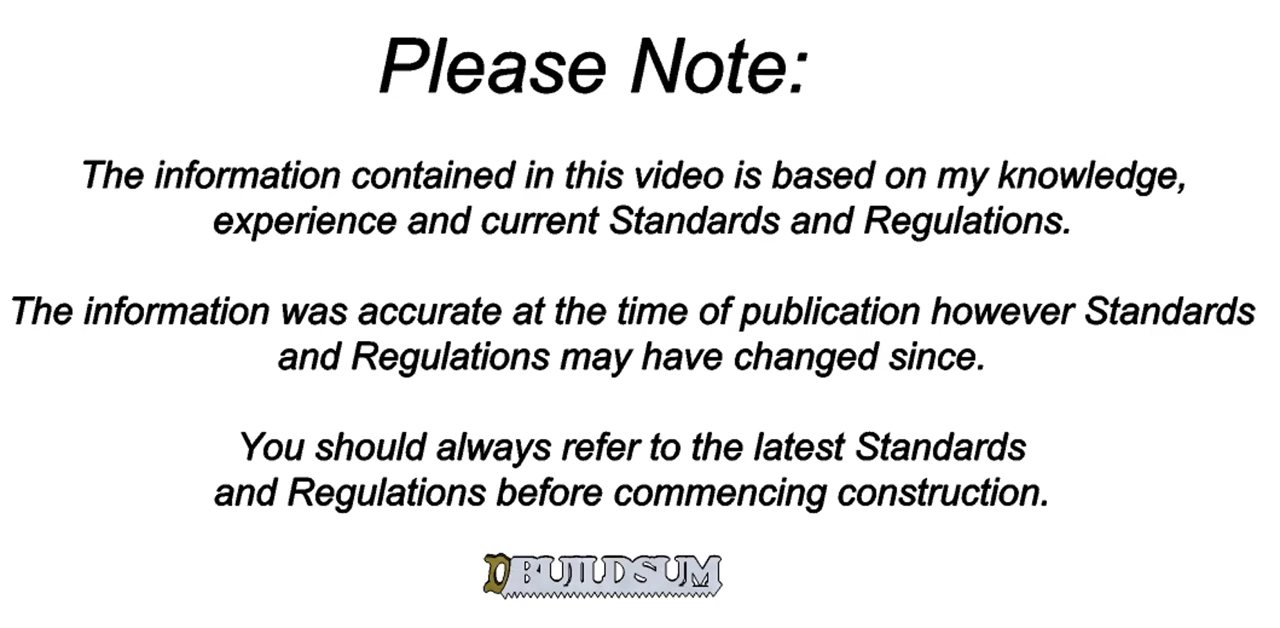 Please Note:
The information contained in this video is based on my knowledge,
experience and current Standards and Regulations.
The information was accurate at the time of publication however Standards
and Regulations may have changed since.
You should always refer to the latest Standards
and Regulations before commencing construction.
BUILDSUM